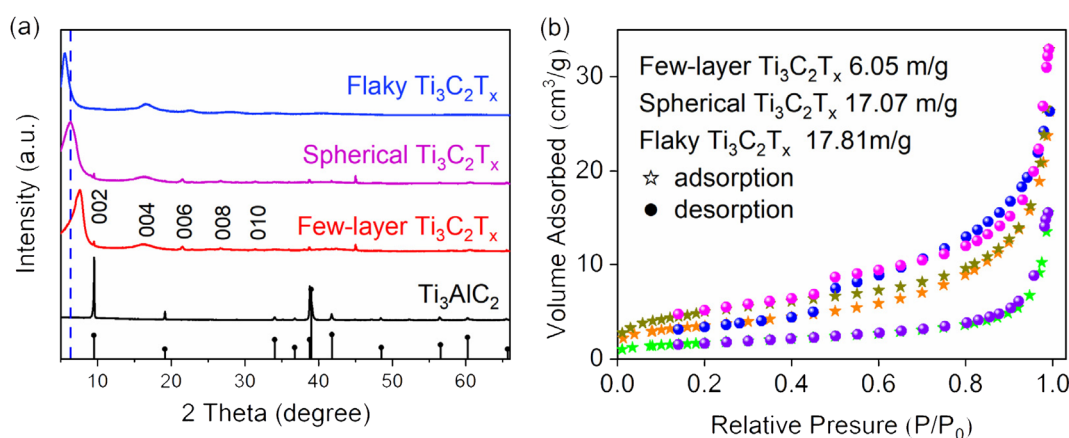 (a)
Intensity (a.u.)
Flaky Ti₃C₂Tₓ
Spherical Ti₃C₂Tₓ
Few-layer Ti₃C₂Tₓ
002
004
006
008
010
Ti₃AlC₂
10 20 30 40 50 60
2 Theta (degree)
(b)
Volume Adsorbed (cm³/g)
30
20
10
0
Few-layer Ti₃C₂Tₓ 6.05 m/g
Spherical Ti₃C₂Tₓ 17.07 m/g
Flaky Ti₃C₂Tₓ 17.81m/g
adsorption
desorption
0.0 0.2 0.4 0.6 0.8 1.0
Relative Presure (P/P₀)